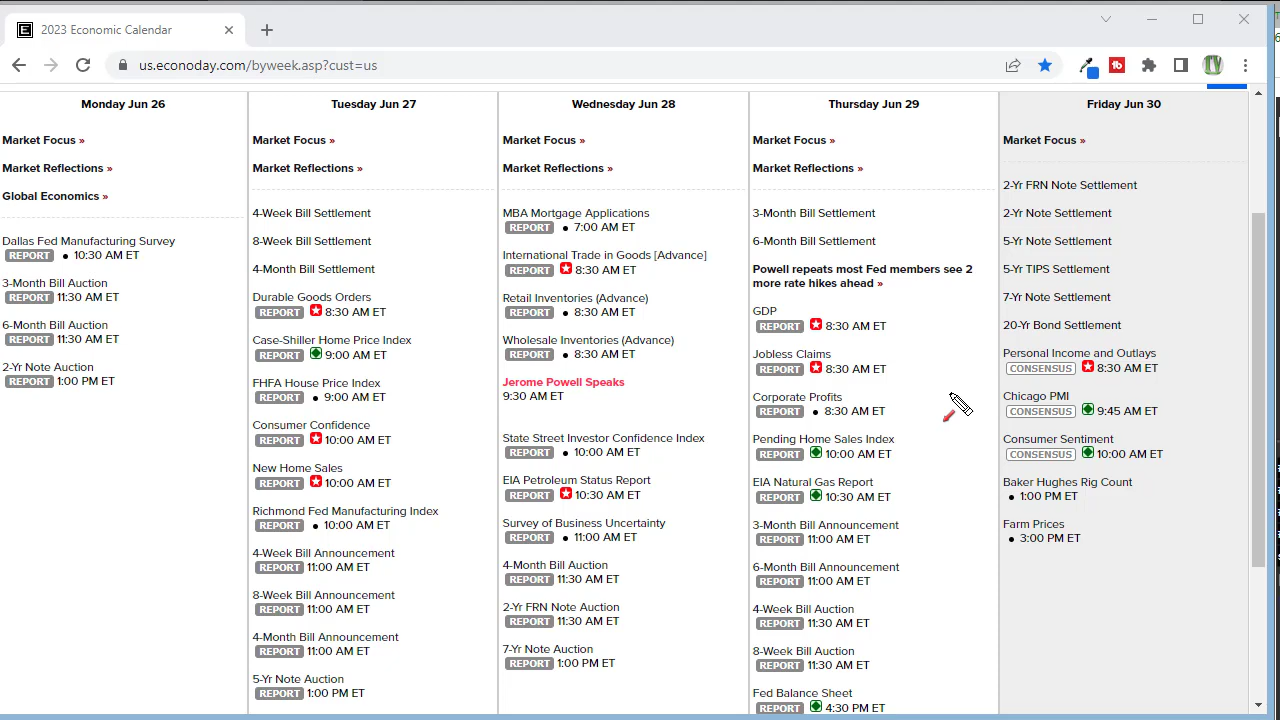 2023 Economic Calendar
us.econoday.com/byweek.asp?cust=us
Monday Jun 26
Market Focus »
Market Reflections »
Global Economics »
Dallas Fed Manufacturing Survey
REPORT • 10:30 AM ET
3-Month Bill Auction
REPORT 11:30 AM ET
6-Month Bill Auction
REPORT 11:30 AM ET
2-Yr Note Auction
REPORT 1:00 PM ET
Tuesday Jun 27
Market Focus »
Market Reflections »
4-Week Bill Settlement
8-Week Bill Settlement
4-Month Bill Settlement
Durable Goods Orders
REPORT 8:30 AM ET
Case-Shiller Home Price Index
REPORT 9:00 AM ET
FHFA House Price Index
REPORT • 9:00 AM ET
Consumer Confidence
REPORT 10:00 AM ET
New Home Sales
REPORT 10:00 AM ET
Richmond Fed Manufacturing Index
REPORT • 10:00 AM ET
4-Week Bill Announcement
REPORT 11:00 AM ET
8-Week Bill Announcement
REPORT 11:00 AM ET
4-Month Bill Announcement
REPORT 11:00 AM ET
5-Yr Note Auction
REPORT 1:00 PM ET
Wednesday Jun 28
Market Focus »
Market Reflections »
MBA Mortgage Applications
REPORT • 7:00 AM ET
International Trade in Goods [Advance]
REPORT 8:30 AM ET
Retail Inventories (Advance)
REPORT • 8:30 AM ET
Wholesale Inventories (Advance)
REPORT • 8:30 AM ET
Jerome Powell Speaks
9:30 AM ET
State Street Investor Confidence Index
REPORT • 10:00 AM ET
EIA Petroleum Status Report
REPORT 10:30 AM ET
Survey of Business Uncertainty
REPORT • 11:00 AM ET
4-Month Bill Auction
REPORT 11:30 AM ET
2-Yr FRN Note Auction
REPORT 11:30 AM ET
7-Yr Note Auction
REPORT 1:00 PM ET
Thursday Jun 29
Market Focus »
Market Reflections »
3-Month Bill Settlement
6-Month Bill Settlement
Powell repeats most Fed members see 2
more rate hikes ahead »
GDP
REPORT 8:30 AM ET
Jobless Claims
REPORT 8:30 AM ET
Corporate Profits
REPORT • 8:30 AM ET
Pending Home Sales Index
REPORT 10:00 AM ET
EIA Natural Gas Report
REPORT 10:30 AM ET
3-Month Bill Announcement
REPORT 11:00 AM ET
6-Month Bill Announcement
REPORT 11:00 AM ET
4-Week Bill Auction
REPORT 11:30 AM ET
8-Week Bill Auction
REPORT 11:30 AM ET
Fed Balance Sheet
REPORT 4:30 PM ET
Friday Jun 30
Market Focus »
2-Yr FRN Note Settlement
2-Yr Note Settlement
5-Yr Note Settlement
5-Yr TIPS Settlement
7-Yr Note Settlement
20-Yr Bond Settlement
Personal Income and Outlays
CONSENSUS 8:30 AM ET
Chicago PMI
CONSENSUS 9:45 AM ET
Consumer Sentiment
CONSENSUS 10:00 AM ET
Baker Hughes Rig Count
• 1:00 PM ET
Farm Prices
• 3:00 PM ET